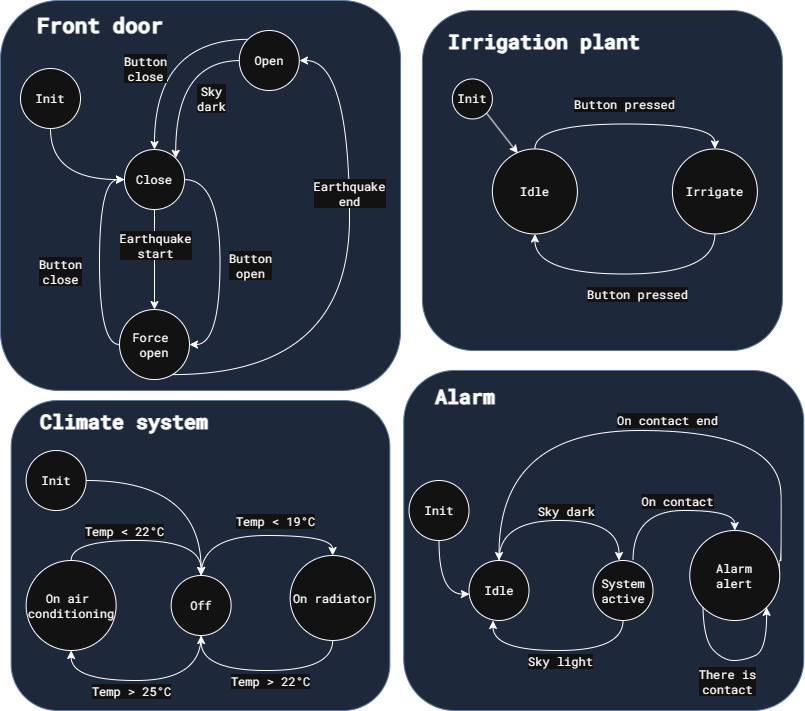 Front door
Init
Button
close
Open
Sky
dark
Close
Earthquake
end
Earthquake
start
Button
open
Button
close
Force
open
Irrigation plant
Init
Button pressed
Idle
Irrigate
Button pressed
Climate system
Init
Temp < 22°C
Temp < 19°C
On air
conditioning
Off
On radiator
Temp > 25°C
Temp > 22°C
Alarm
On contact end
Init
Sky dark
On contact
Idle
System
active
Alarm
alert
Sky light
There is
contact